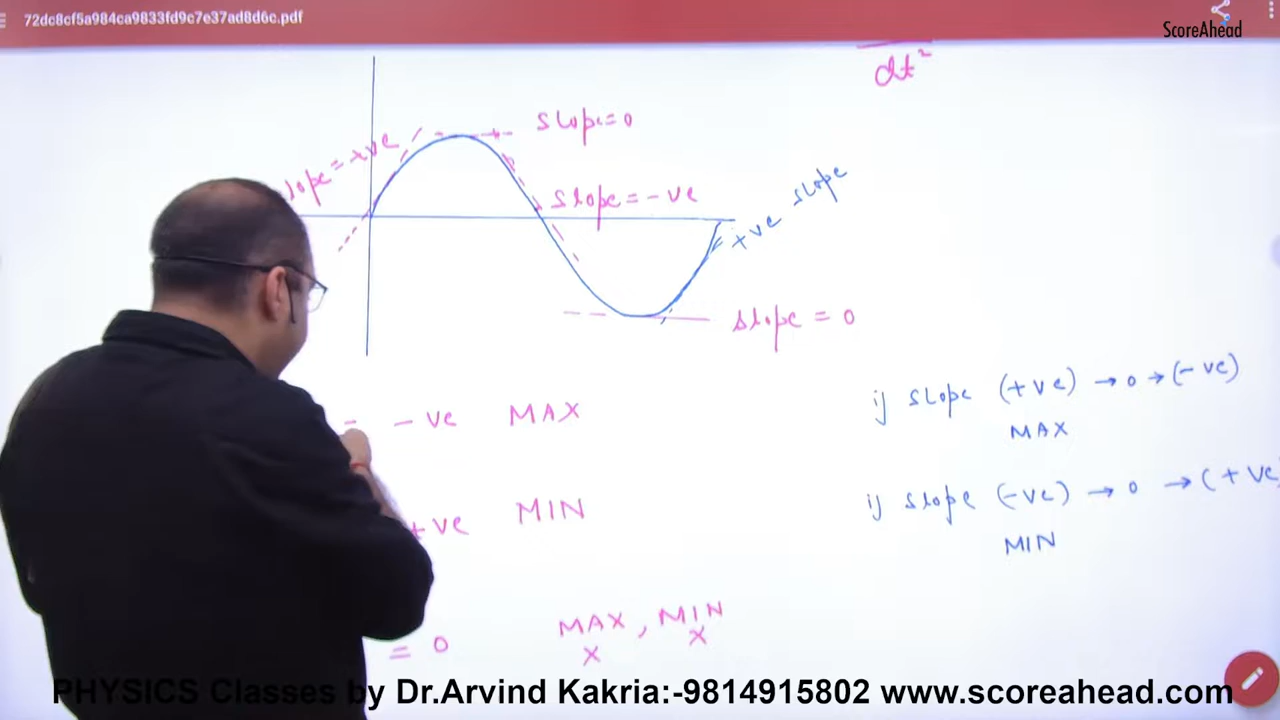 72dc8cf5a984ca9833fd9c7e37ad8d6c.pdf
ScoreAhead
dt²
slope = 0
slope = +ve
slope = -ve
+ve slope
slope = 0
if slope (+ve) → 0 → (-ve)
MAX
= -ve MAX
if slope (-ve) → 0 → (+ve
MIN
+ve MIN
= 0 MAX, MIN
X X
PHYSICS Classes by Dr.Arvind Kakria:-9814915802 www.scoreahead.com